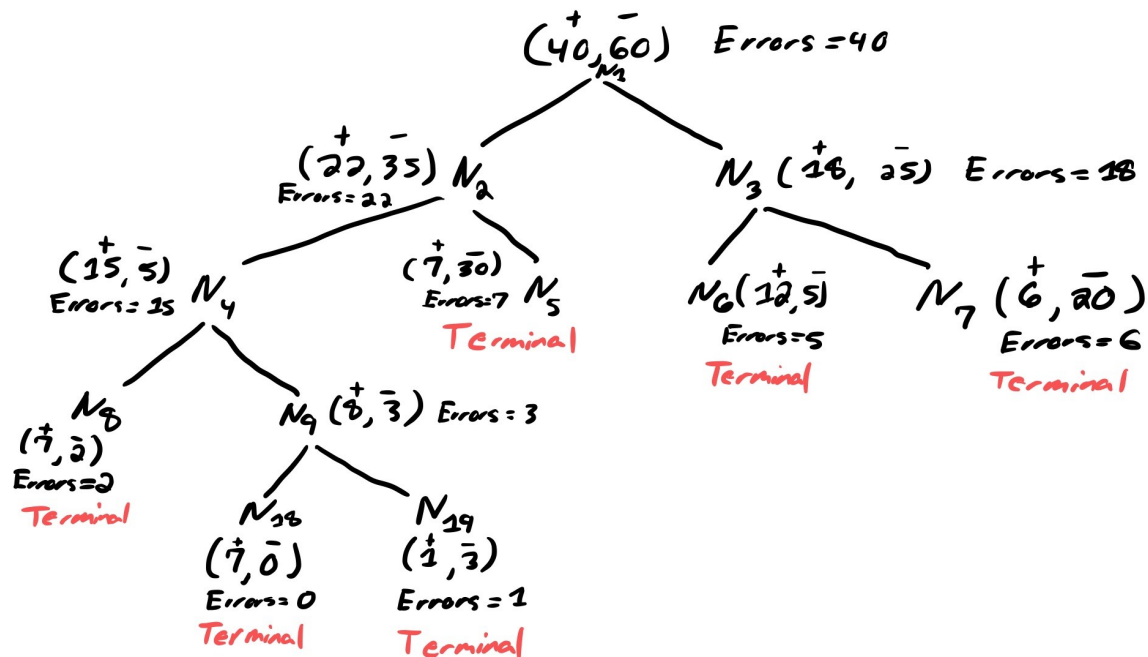 + −
(40, 60) Errors = 40
N1
+ −
(22, 35) N2
Errors = 22
+ −
N3 (18, 25) Errors = 18
+ −
(15, 5) N4
Errors = 15
+ −
(7, 30) N5
Errors=7
Terminal
+ −
N6(12,5)
Errors=5
Terminal
+ −
N7 (6, 20)
Errors = 6
Terminal
N8
+ −
(7, 2)
Errors=2
Terminal
+ −
N9 (8, 3) Errors = 3
N18
+ −
(7, 0)
Errors= 0
Terminal
N19
+ −
(1, 3)
Errors = 1
Terminal